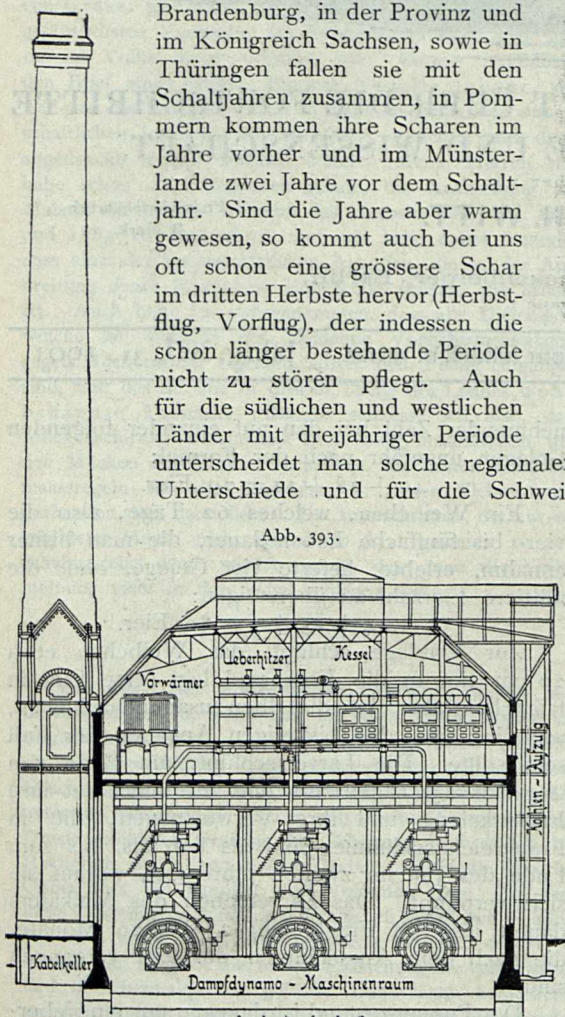 Brandenburg, in der Provinz und
im Königreich Sachsen, sowie in
Thüringen fallen sie mit den
Schaltjahren zusammen, in Pom-
mern kommen ihre Scharen im
Jahre vorher und im Münster-
lande zwei Jahre vor dem Schalt-
jahr. Sind die Jahre aber warm
gewesen, so kommt auch bei uns
oft schon eine grössere Schar
im dritten Herbste hervor (Herbst-
flug, Vorflug), der indessen die
schon länger bestehende Periode
nicht zu stören pflegt. Auch
für die südlichen und westlichen
Länder mit dreijähriger Periode
unterscheidet man solche regionale
Unterschiede und für die Schwei
Abb. 393.
Ueberhitzer
Kessel
Vorwärmer
Kohlen-Aufzug
Kabelkeller
Dampfdynamo-Maschinenraum